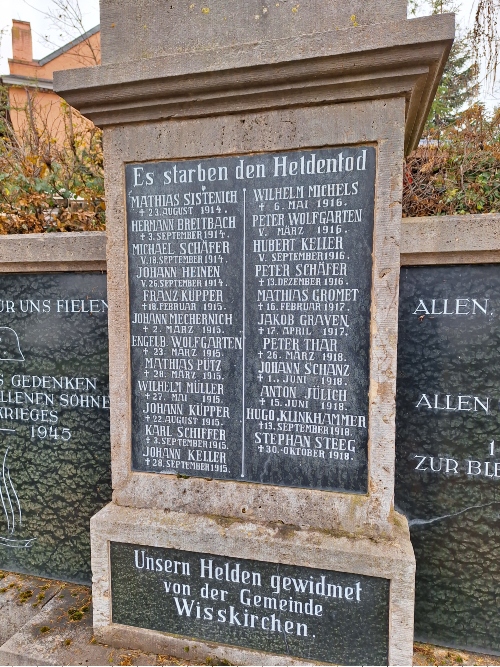 Es starben den Heldentod
MATHIAS SISTENICH
✝ 23. AUGUST 1914.
HERMANN BREITBACH
✝ 3. SEPTEMBER 1914.
MICHAEL SCHÄFER
V. 18. SEPTEMBER 1914.
JOHANN HEINEN
V. 26. SEPTEMBER 1914.
FRANZ KÜPPER
✝ 18. FEBRUAR 1915.
JOHANN MECHERNICH
✝ 2. MÄRZ 1915.
ENGELB. WOLFGARTEN
✝ 23. MÄRZ 1915.
MATHIAS PÜTZ
✝ 28. MÄRZ 1915.
WILHELM MÜLLER
✝ 27. MAI 1915.
JOHANN KÜPPER
✝ 22. AUGUST 1915.
KARL SCHIFFER
✝ 3. SEPTEMBER 1915.
JOHANN KELLER
✝ 28. SEPTEMBER 1915.
WILHELM MICHELS
✝ 6. MAI 1916.
PETER WOLFGARTEN
V. MÄRZ 1916.
HUBERT KELLER
V. SEPTEMBER 1916.
PETER SCHÄFER
✝ 13. DEZEMBER 1916.
MATHIAS GROMET
✝ 16. FEBRUAR 1917.
JAKOB GRAVEN
✝ 17. APRIL 1917.
PETER THAR
✝ 26. MÄRZ 1918.
JOHANN SCHANZ
✝ 1. JUNI 1918.
ANTON JÜLICH
✝ 15. JUNI 1918.
HUGO KLINKHAMMER
✝ 13. SEPTEMBER 1918.
STEPHAN STEEG
✝ 30. OKTOBER 1918.
Unsern Helden gewidmet
von der Gemeinde
Wisskirchen.
ÜR UNS FIELEN
S GEDENKEN
LLENEN SÖHNE
KRIEGES
1945
ALLEN
ALLEN
1
ZUR BLE